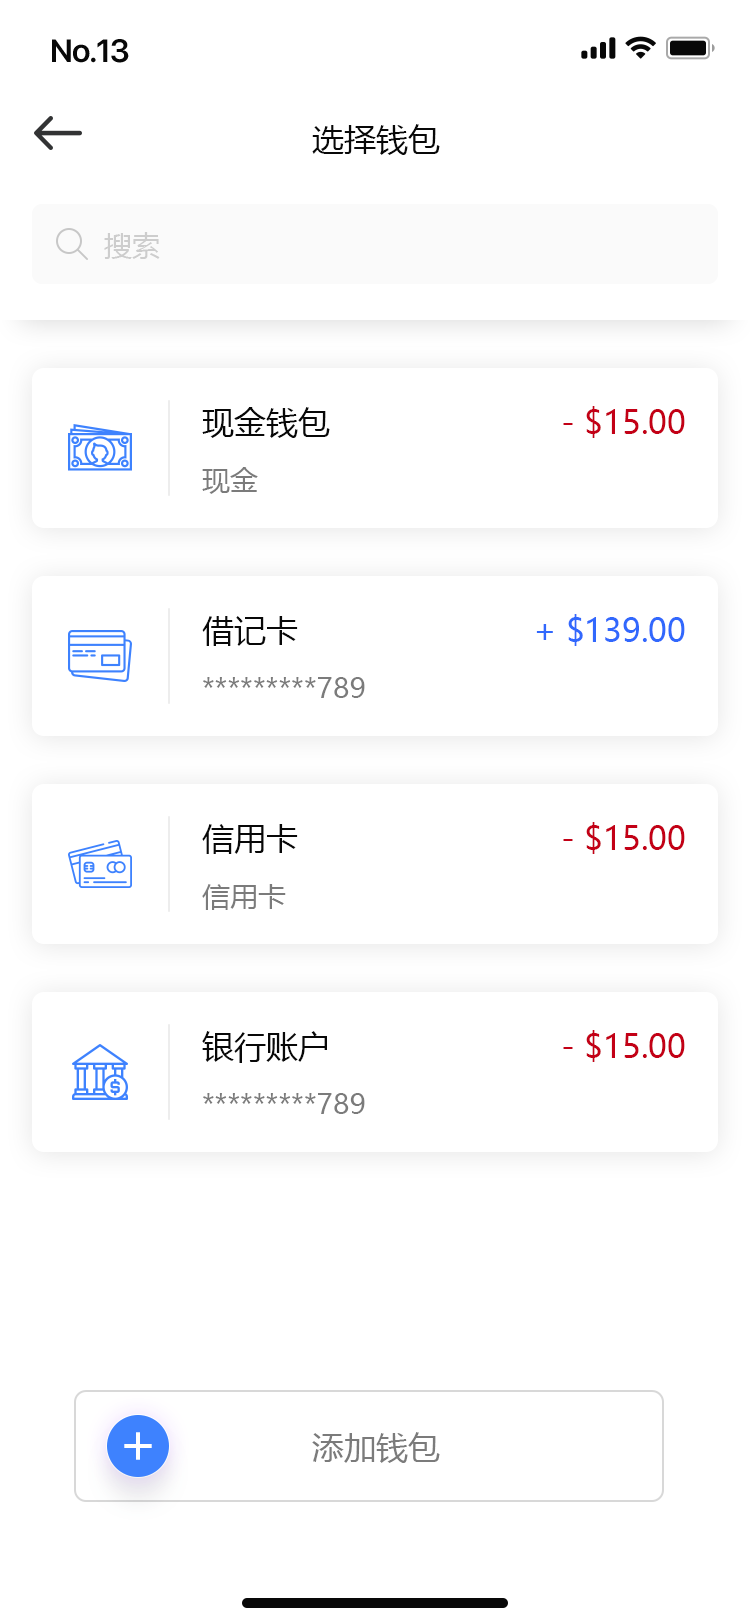 No.13
选择钱包
搜索
现金钱包 - $15.00
现金
借记卡 + $139.00
*********789
信用卡 - $15.00
信用卡
银行账户 - $15.00
*********789
添加钱包